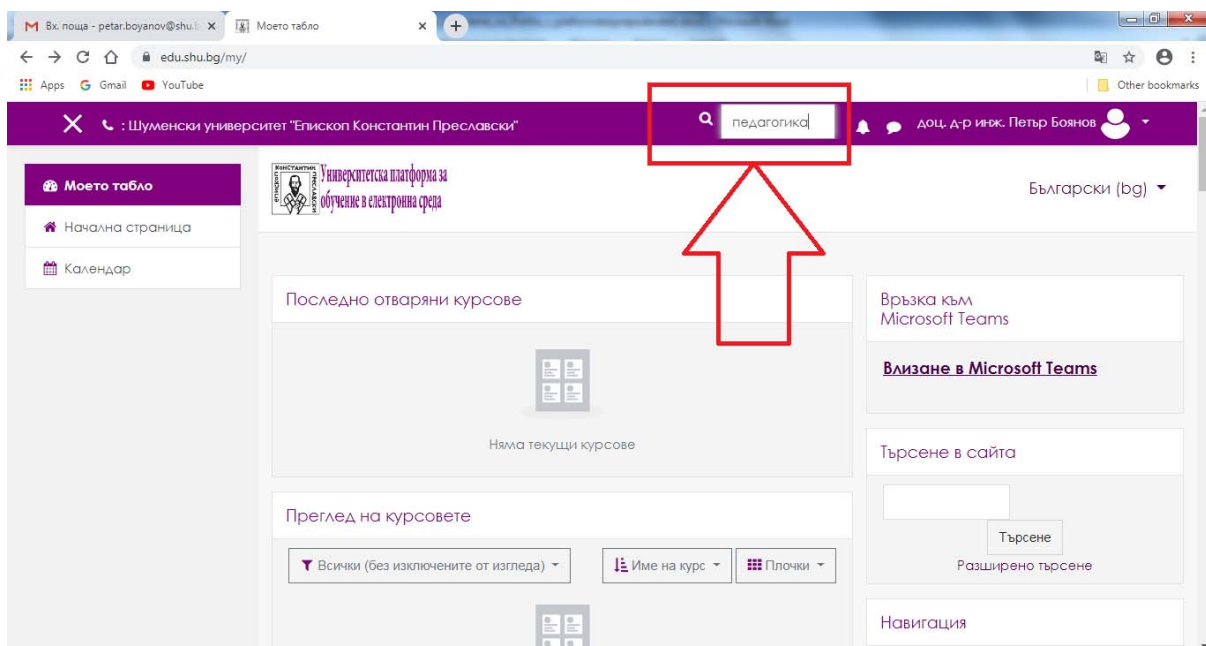 Вх. поща - petar.boyanov@shu.b
Моето табло
edu.shu.bg/my/
Apps Gmail YouTube
Other bookmarks
: Шуменски университет "Епископ Константин Преславски"
педагогика
доц. д-р инж. Петър Боянов
Моето табло
Начална страница
Календар
КОНСТАНТИН
ЕПИСКОП
ПРЕСЛАВСКИ
Университетска платформа за
обучение в електронна среда
Български (bg)
Последно отваряни курсове
Няма текущи курсове
Преглед на курсовете
Всички (без изключените от изгледа)
Име на курс
Плочки
Връзка към
Microsoft Teams
Влизане в Microsoft Teams
Търсене в сайта
Търсене
Разширено търсене
Навигация